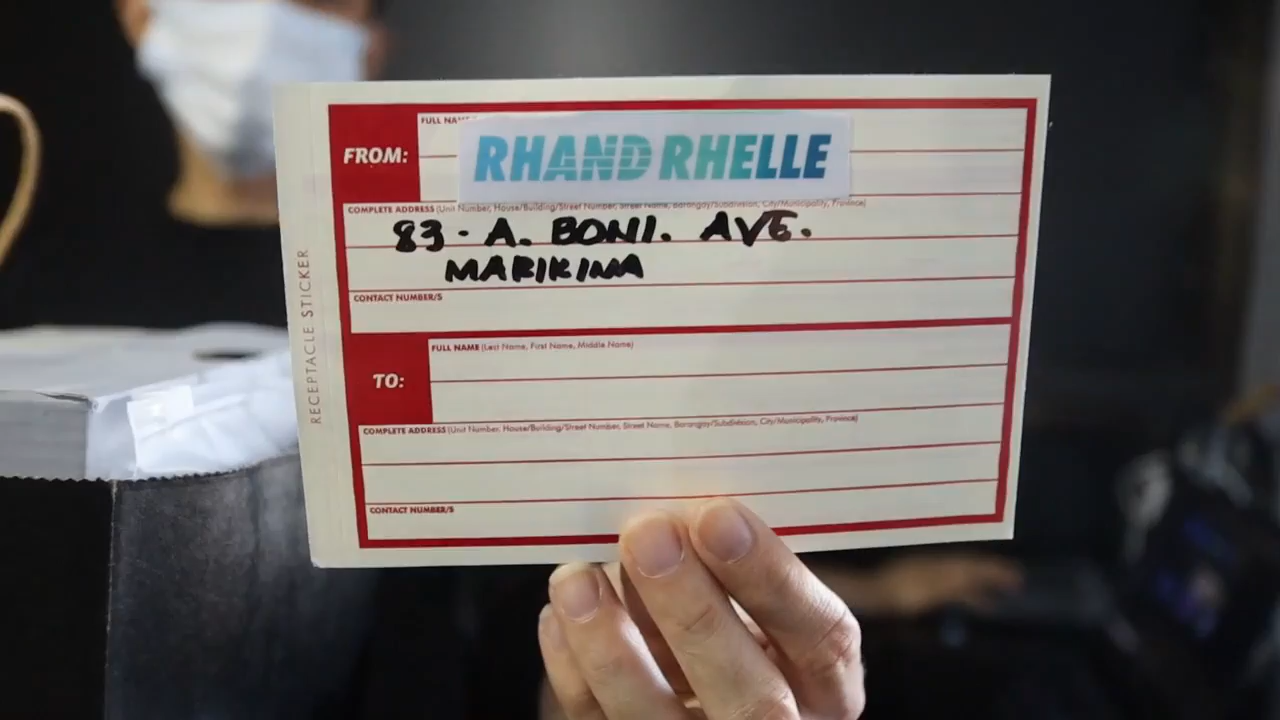 FROM:
FULL NAME
RHAND RHELLE
COMPLETE ADDRESS (Unit Number, House/Building/Street Number, Street Name, Barangay/Subdivision, City/Municipality, Province)
83 - A. BONI. AVE.
MARIKINA
CONTACT NUMBER/S
TO:
FULL NAME (Last Name, First Name, Middle Name)
COMPLETE ADDRESS (Unit Number, House/Building/Street Number, Street Name, Barangay/Subdivision, City/Municipality, Province)
CONTACT NUMBER/S
RECEPTACLE STICKER